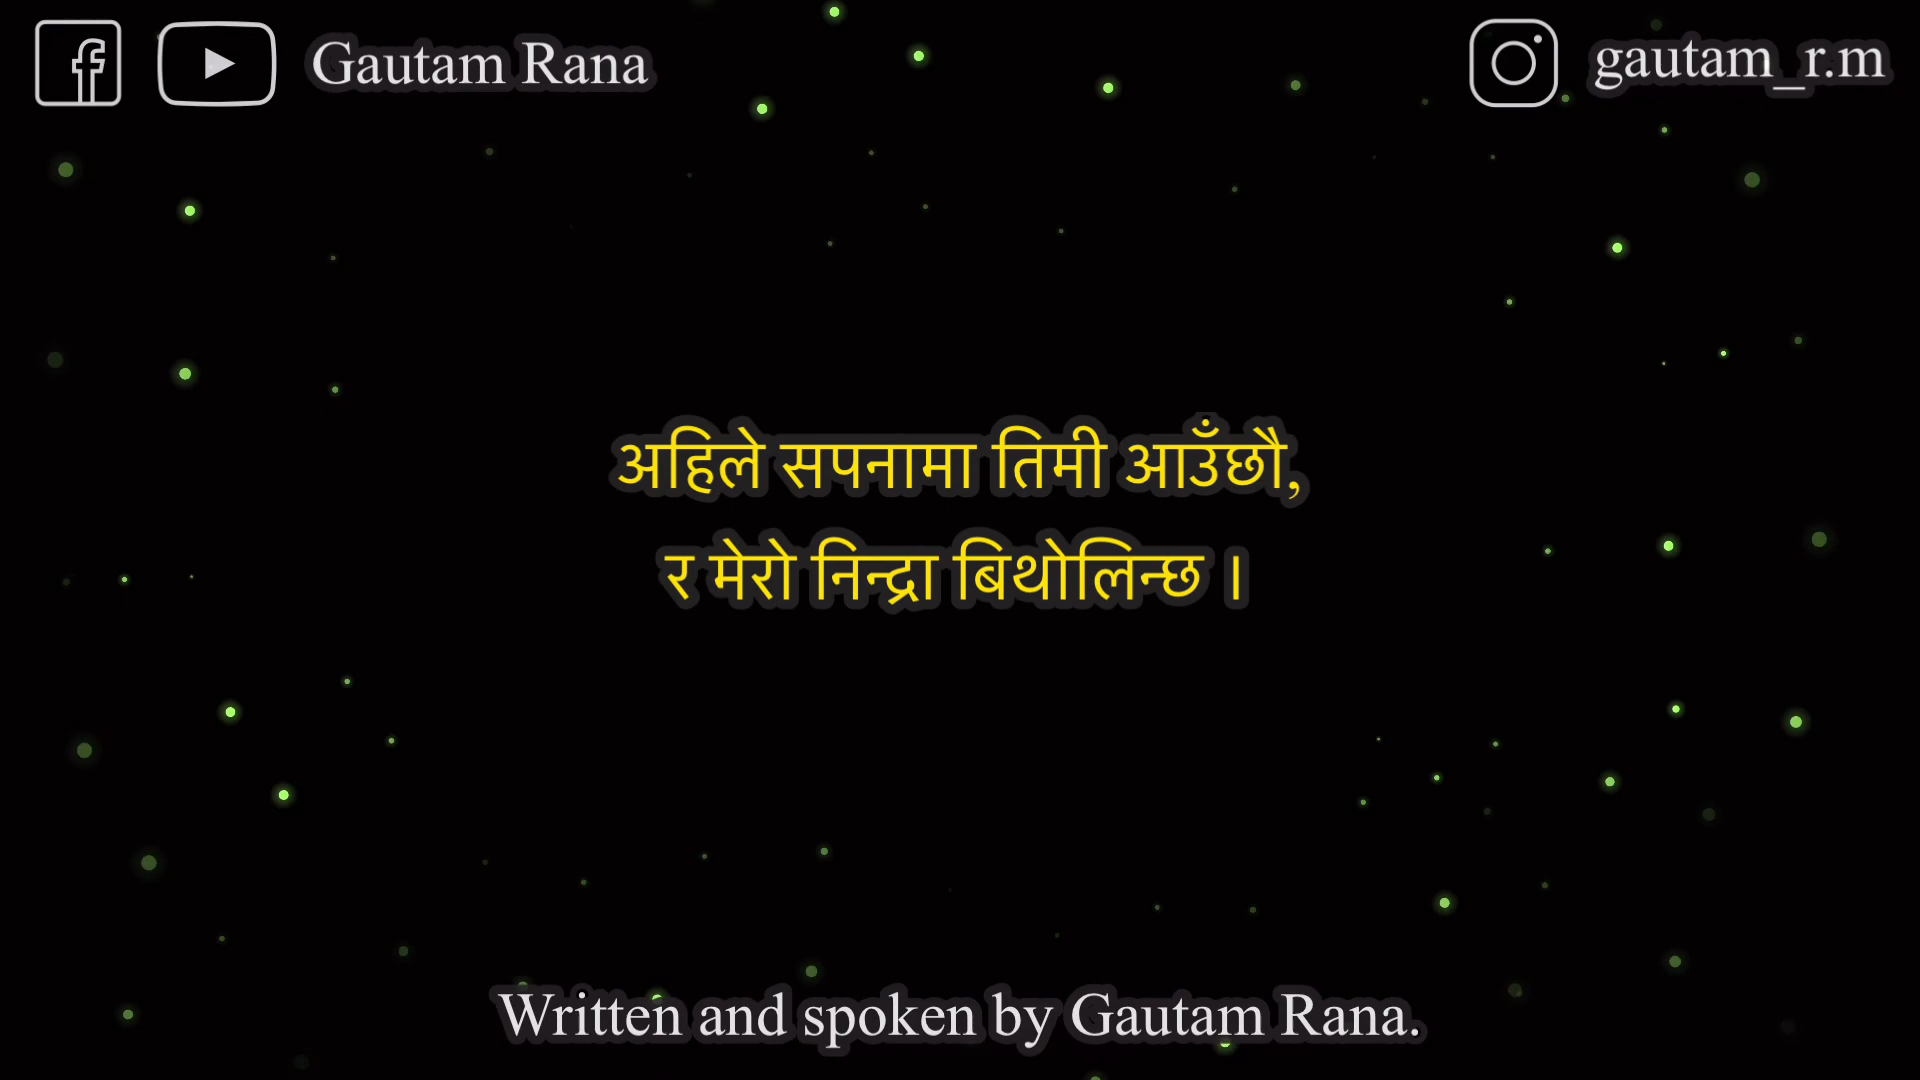 Gautam Rana
gautam_r.m
अहिले सपनामा तिमी आउँछौ,
र मेरो निन्द्रा बिथोलिन्छ ।
Written and spoken by Gautam Rana.